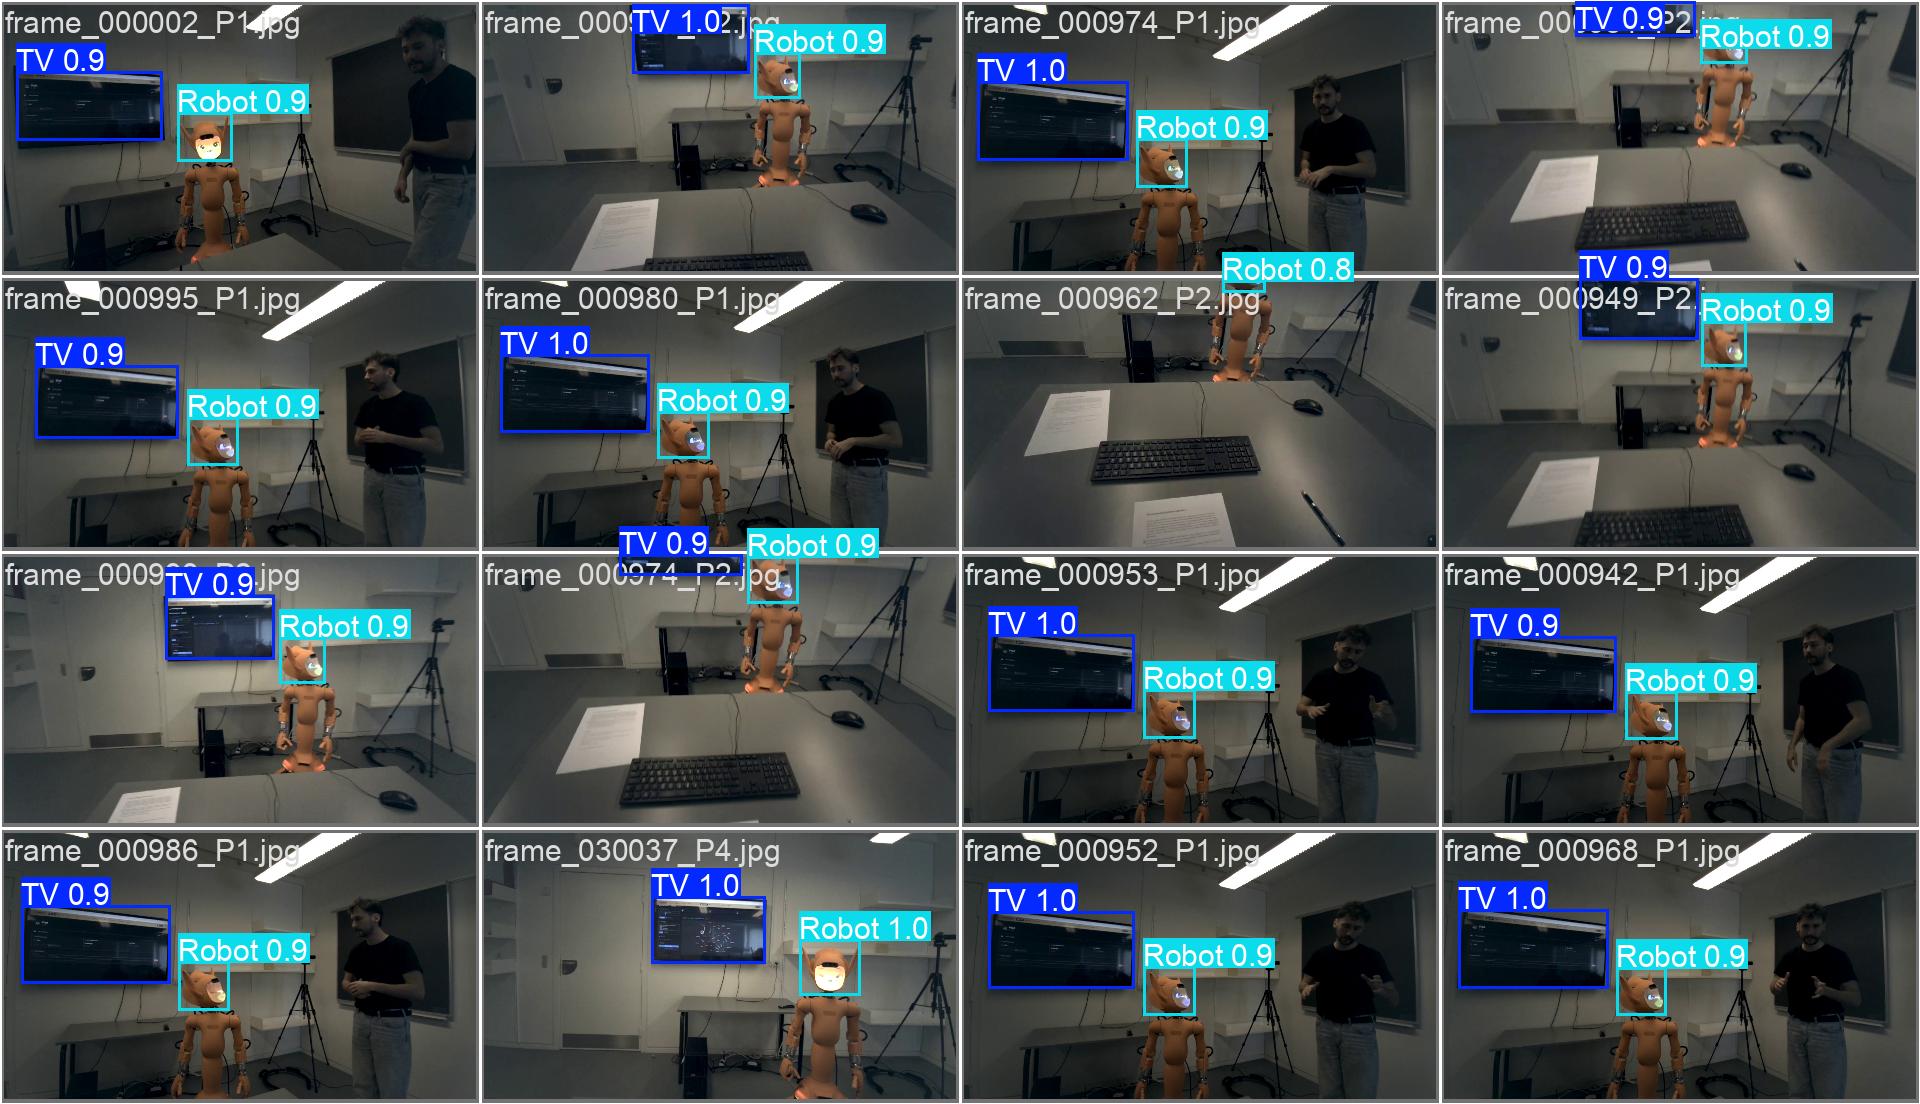 frame_000002_P1.jpg
TV 0.9
Robot 0.9
TV 1.0
Robot 0.9
frame_000974_P1.jpg
TV 1.0
Robot 0.9
TV 0.9
Robot 0.9
frame_000995_P1.jpg
TV 0.9
Robot 0.9
frame_000980_P1.jpg
TV 1.0
Robot 0.9
frame_000962_P2.jpg
Robot 0.8
frame_000949_P2
TV 0.9
Robot 0.9
TV 0.9
Robot 0.9
frame_000974_P2.jpg
TV 0.9
Robot 0.9
frame_000953_P1.jpg
TV 1.0
Robot 0.9
frame_000942_P1.jpg
TV 0.9
Robot 0.9
frame_000986_P1.jpg
TV 0.9
Robot 0.9
frame_030037_P4.jpg
TV 1.0
Robot 1.0
frame_000952_P1.jpg
TV 1.0
Robot 0.9
frame_000968_P1.jpg
TV 1.0
Robot 0.9